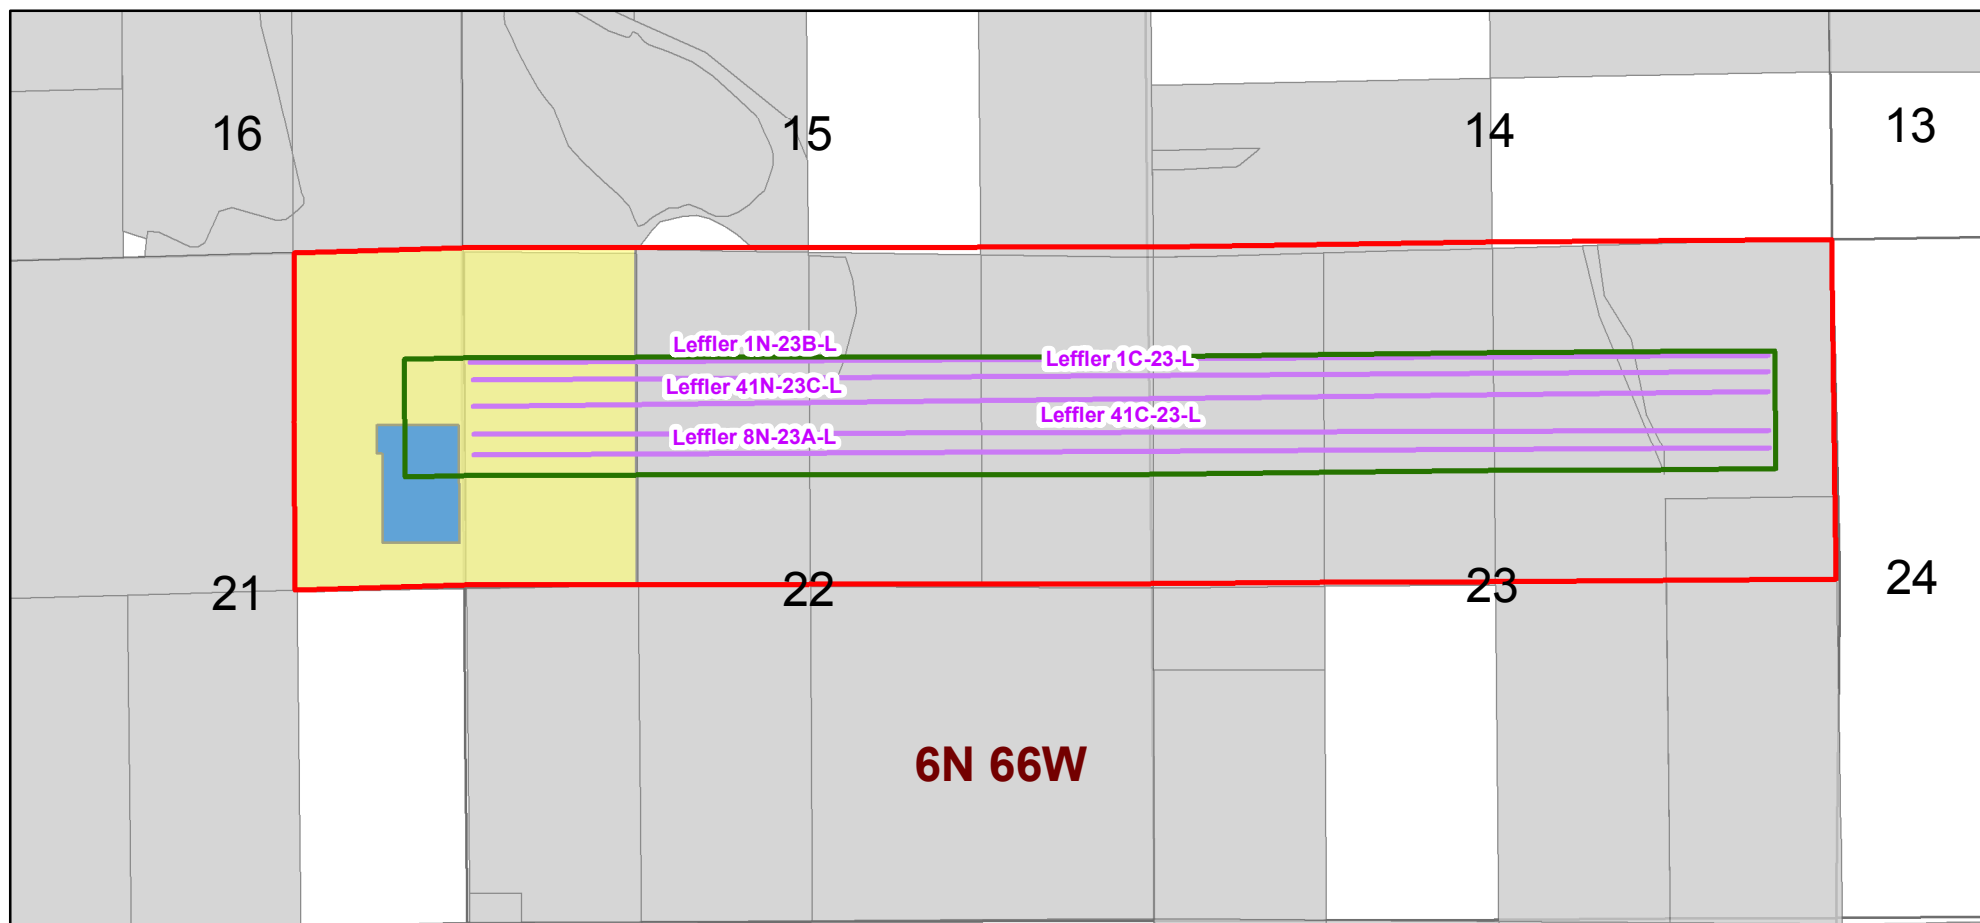 16
15
14
13
Leffler 1N-23B-L
Leffler 1C-23-L
Leffler 41N-23C-L
Leffler 41C-23-L
Leffler 8N-23A-L
21
22
23
24
6N 66W